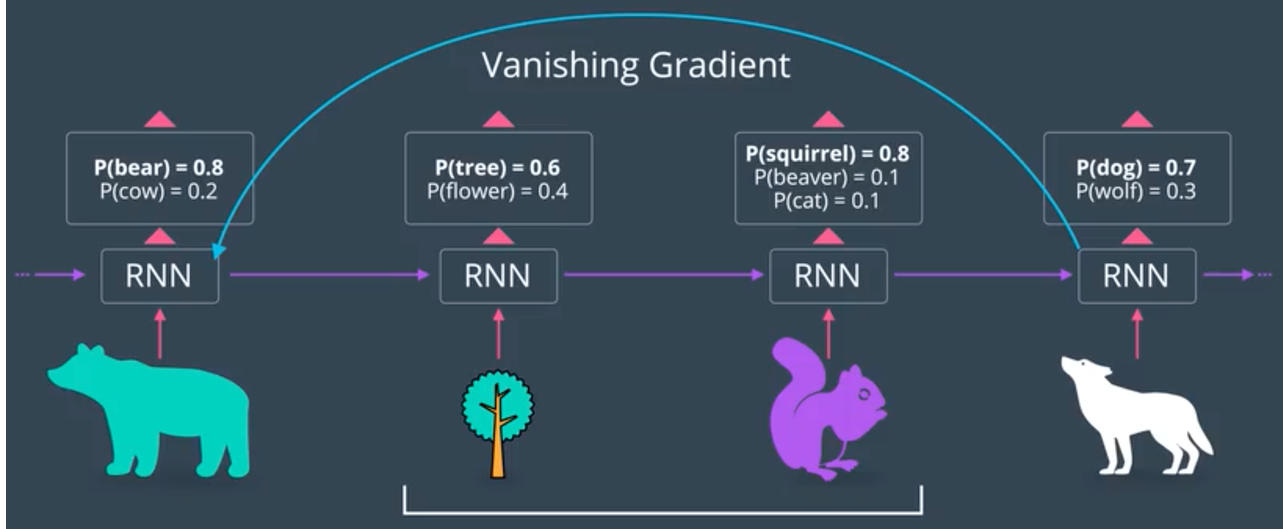 Vanishing Gradient
P(bear) = 0.8
P(cow) = 0.2
P(tree) = 0.6
P(flower) = 0.4
P(squirrel) = 0.8
P(beaver) = 0.1
P(cat) = 0.1
P(dog) = 0.7
P(wolf) = 0.3
RNN
RNN
RNN
RNN